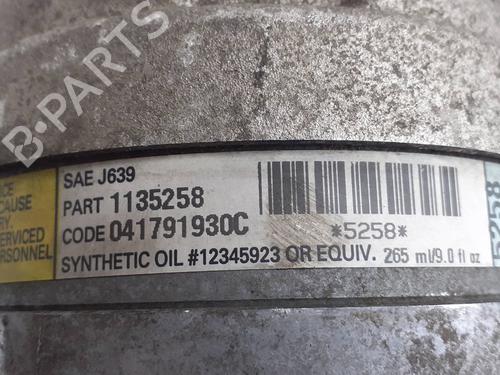 B-PARTS
SAE J639
PART 1135258
CODE 041791930C
*5258*
SYNTHETIC OIL #12345923 OR EQUIV. 265 ml/9.0 fl oz
CAUSE
SERVICED